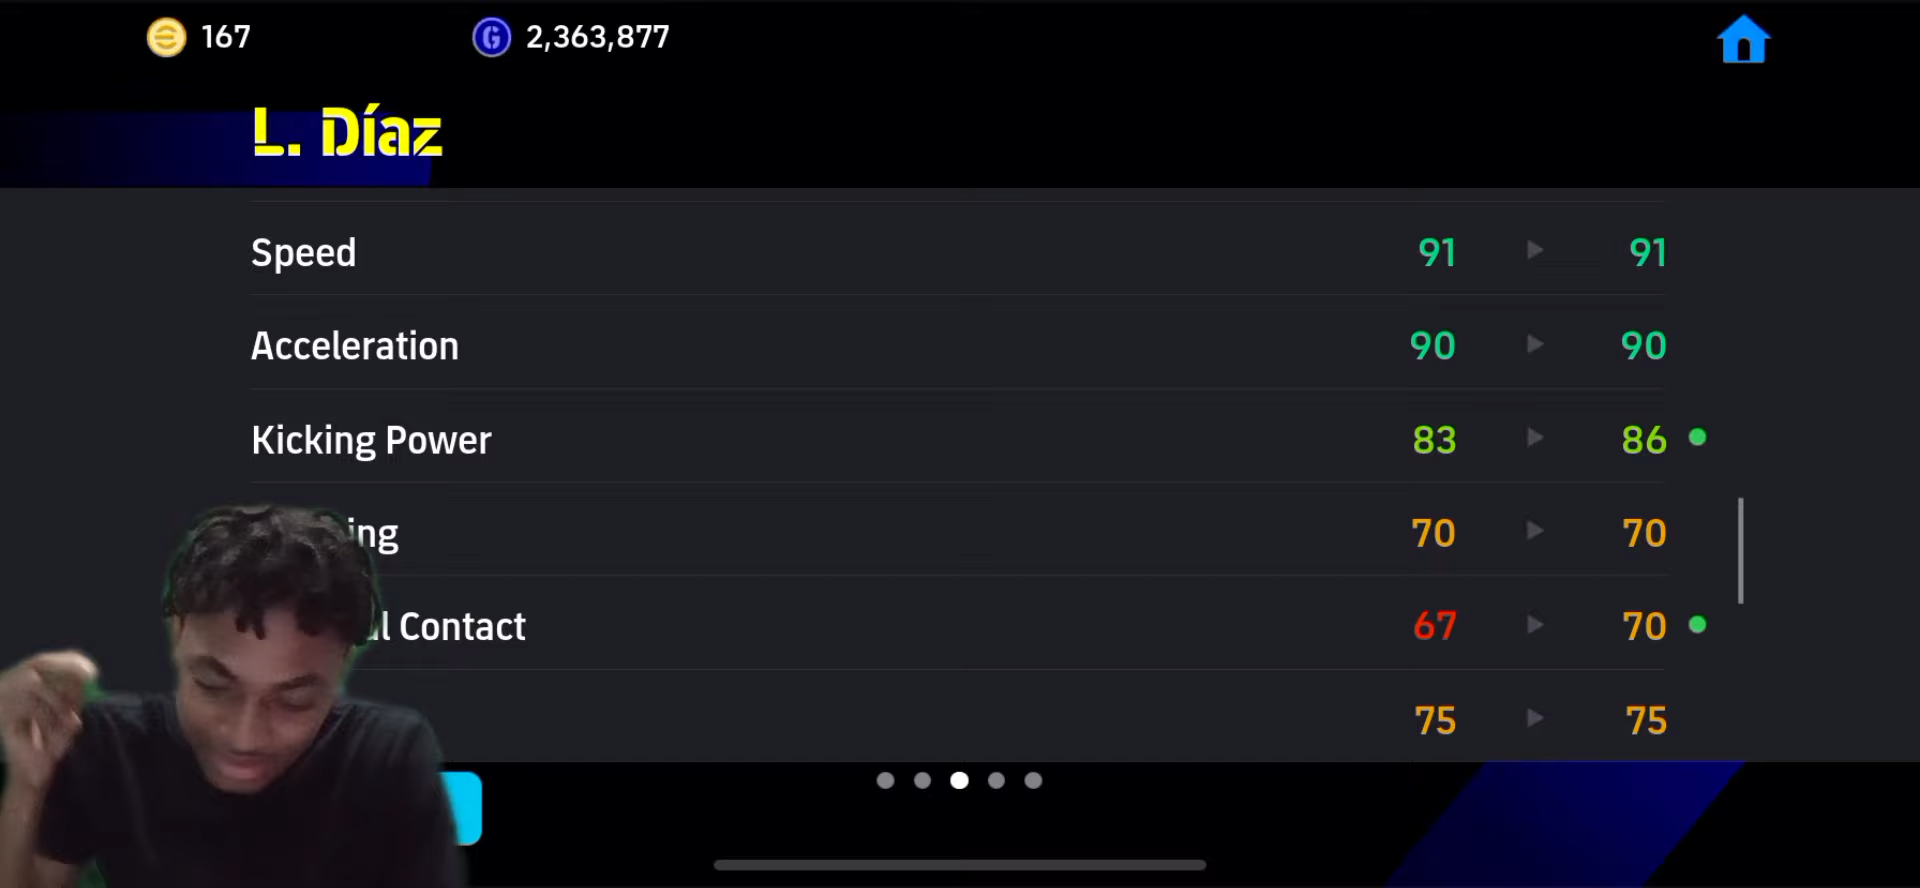 167
2,363,877
L. Díaz
Speed 91 91
Acceleration 90 90
Kicking Power 83 86
70 70
Contact 67 70
75 75